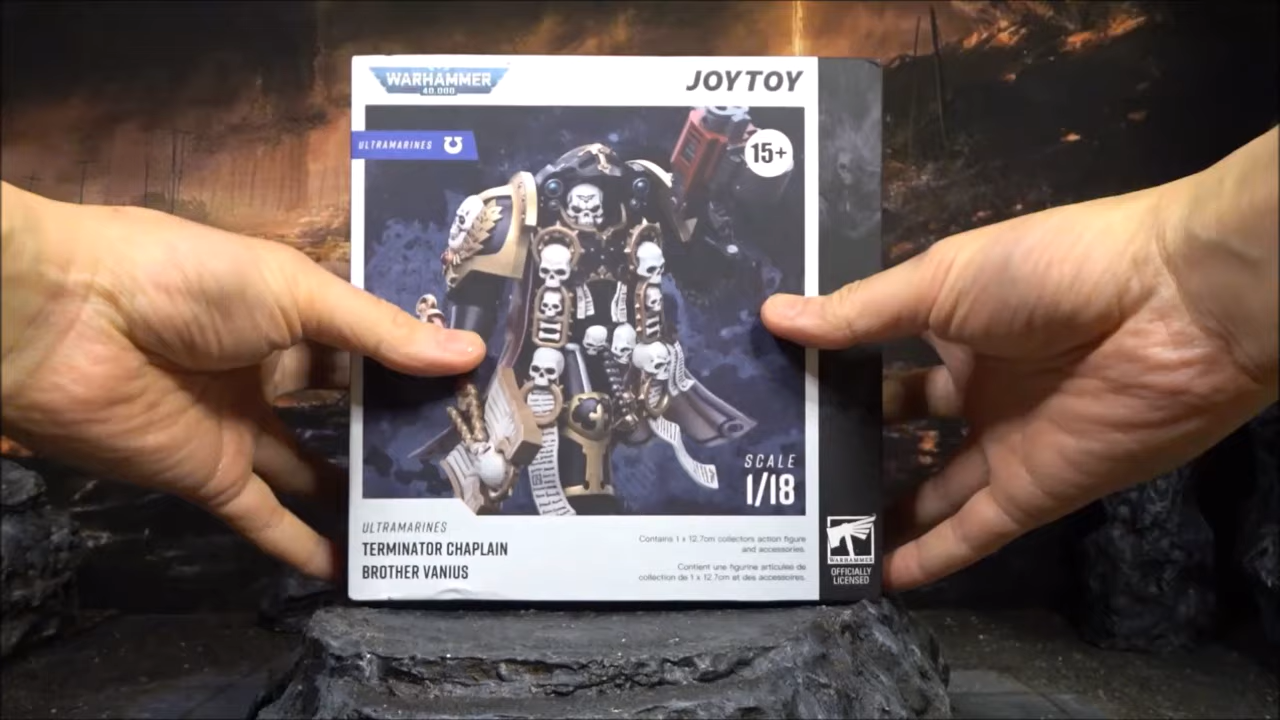 WARHAMMER
40,000
JOYTOY
ULTRAMARINES
15+
SCALE
1/18
ULTRAMARINES
TERMINATOR CHAPLAIN
BROTHER VANIUS
Contains 1 x 12.7cm collectors action figure
and accessories.
Contient une figurine articulée de
collection de 1 x 12.7cm et des accessoires.
WARHAMMER
OFFICIALLY
LICENSED